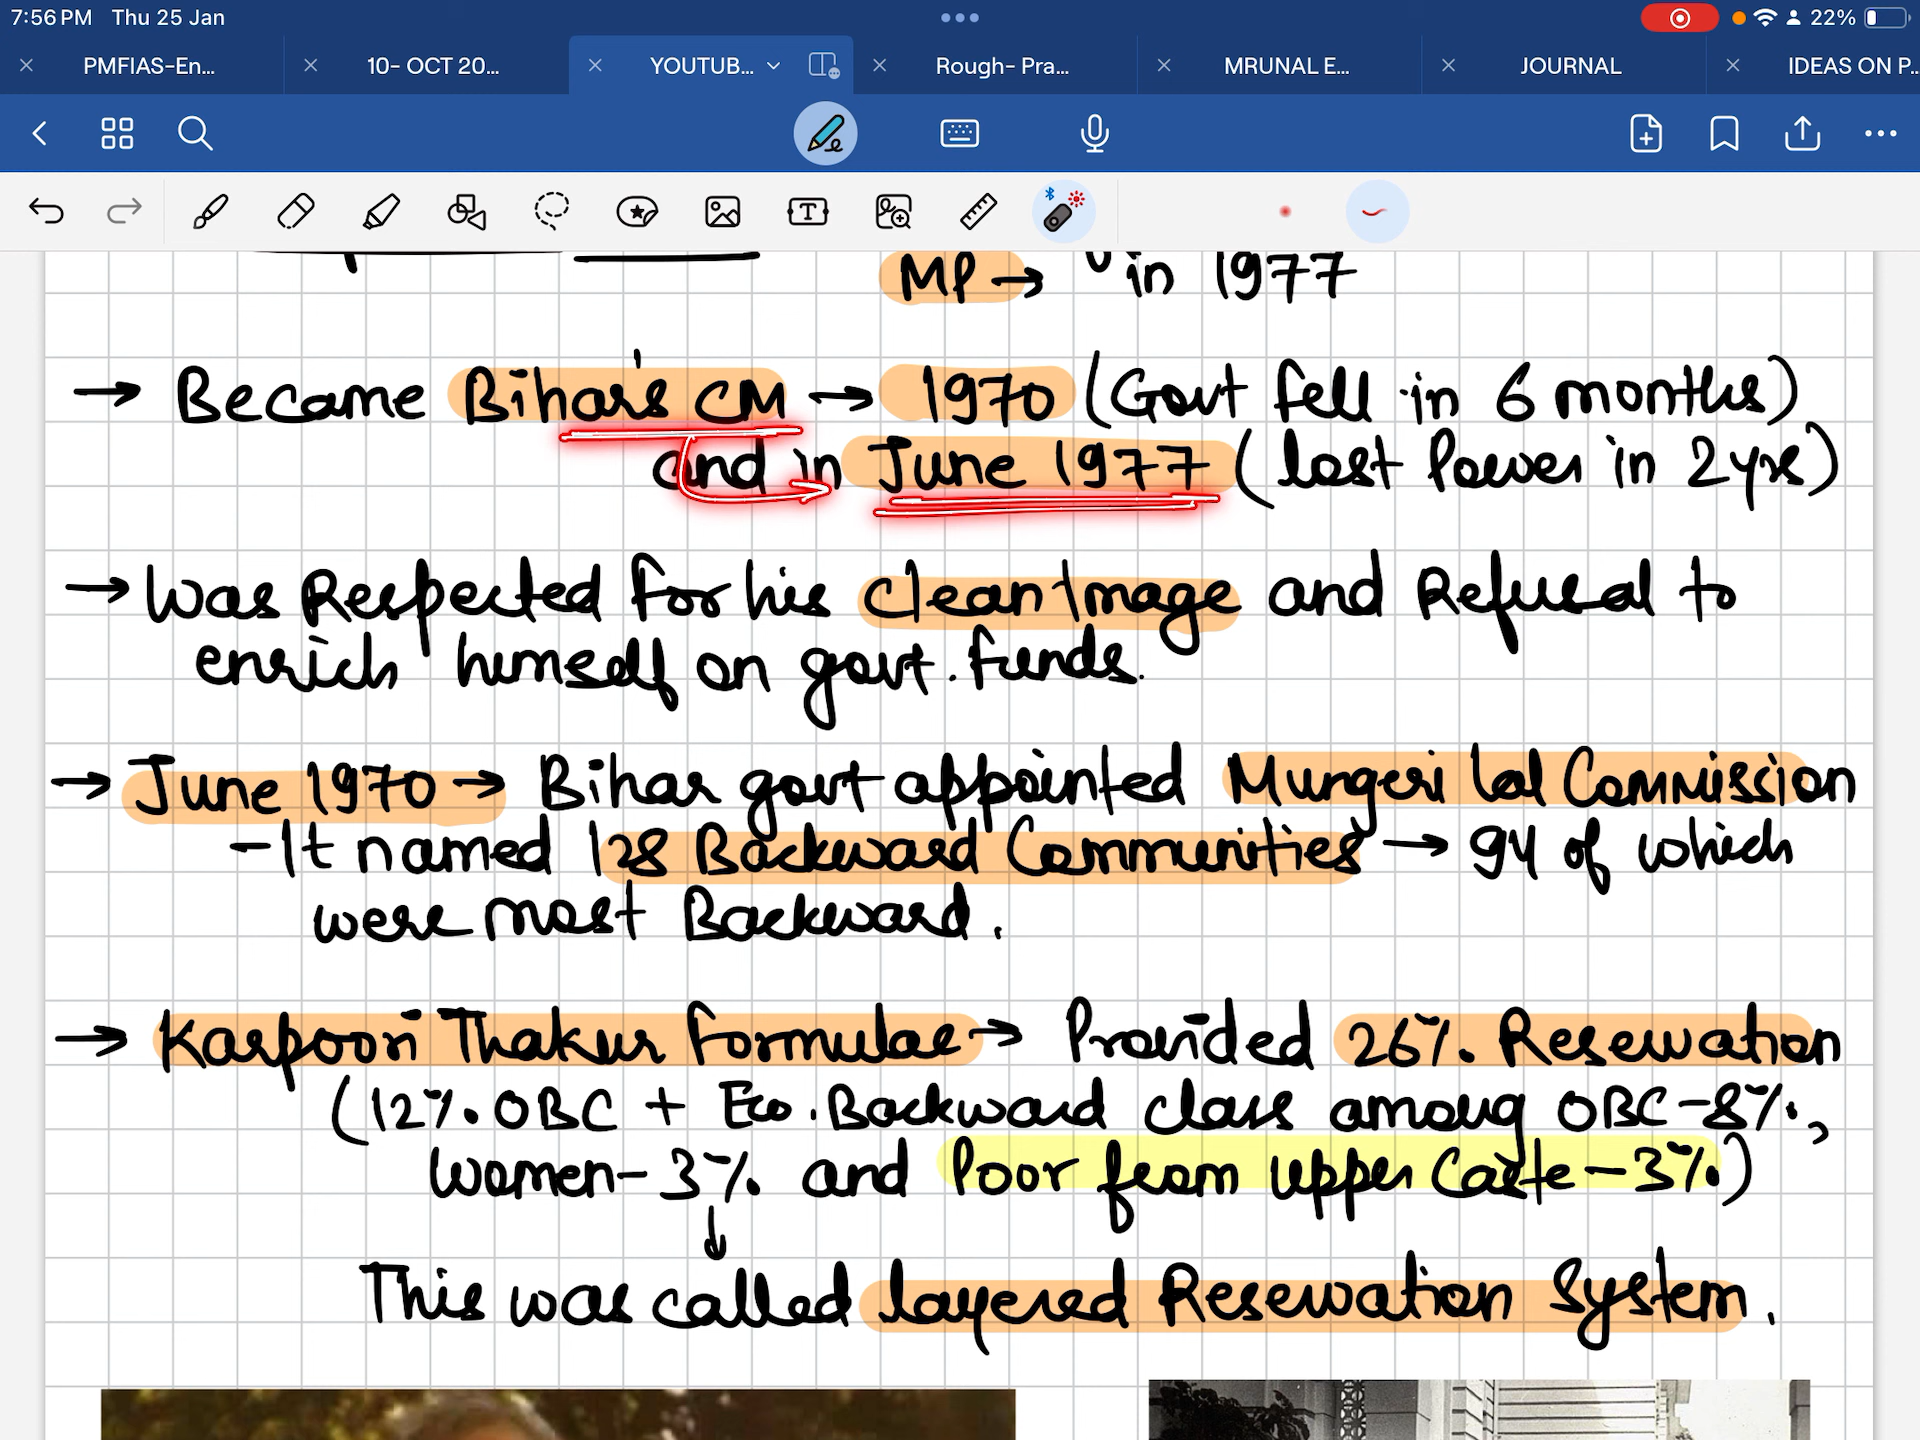 7:56 PM Thu 25 Jan
22%
PMFIAS-En...
10- OCT 20...
YOUTUB...
Rough- Pra...
MRUNAL E...
JOURNAL
IDEAS ON P...
MP → in 1977
→ Became Bihar's CM → 1970 (Govt fell in 6 months)
and in June 1977 (lost Power in 2yrs)
→ Was Respected for his clean Image and Refusal to
enrich himself on govt. funds.
→ June 1970 → Bihar govt appointed Mungeri lal Commission
- It named 128 Backward Communities → 94 of which
were most Backward.
→ Karpoori Thakur formulae → Provided 26% Reservation
(12% OBC + Eco. Backward class among OBC-8%,
Women-3% and Poor from upper Caste-3%)
↓
This was called layered Reservation System.